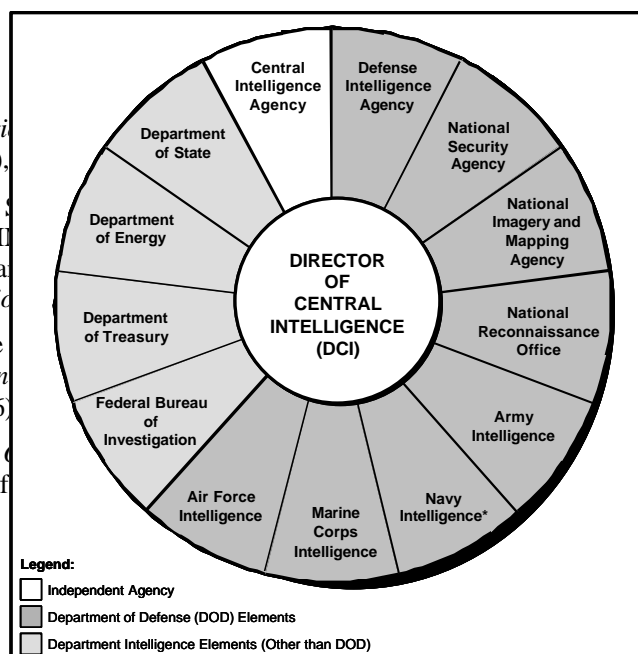 Central
Intelligence
Agency
Defense
Intelligence
Agency
National
Security
Agency
National
Imagery and
Mapping
Agency
National
Reconnaissance
Office
Army
Intelligence
Navy
Intelligence*
Marine
Corps
Intelligence
Air Force
Intelligence
Federal Bureau
of
Investigation
Department
of Treasury
Department
of Energy
Department
of State
DIRECTOR
OF
CENTRAL
INTELLIGENCE
(DCI)
Legend:
Independent Agency
Department of Defense (DOD) Elements
Department Intelligence Elements (Other than DOD)